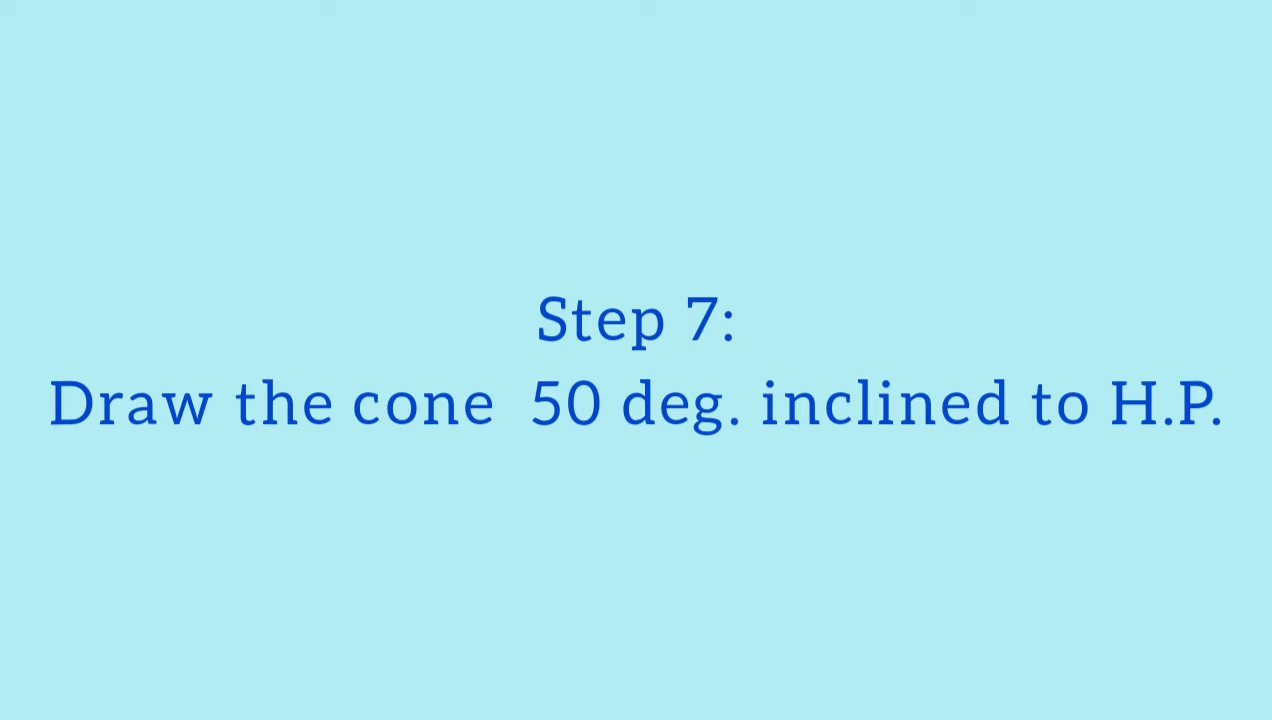 Step 7:
Draw the cone  50 deg. inclined to H.P.